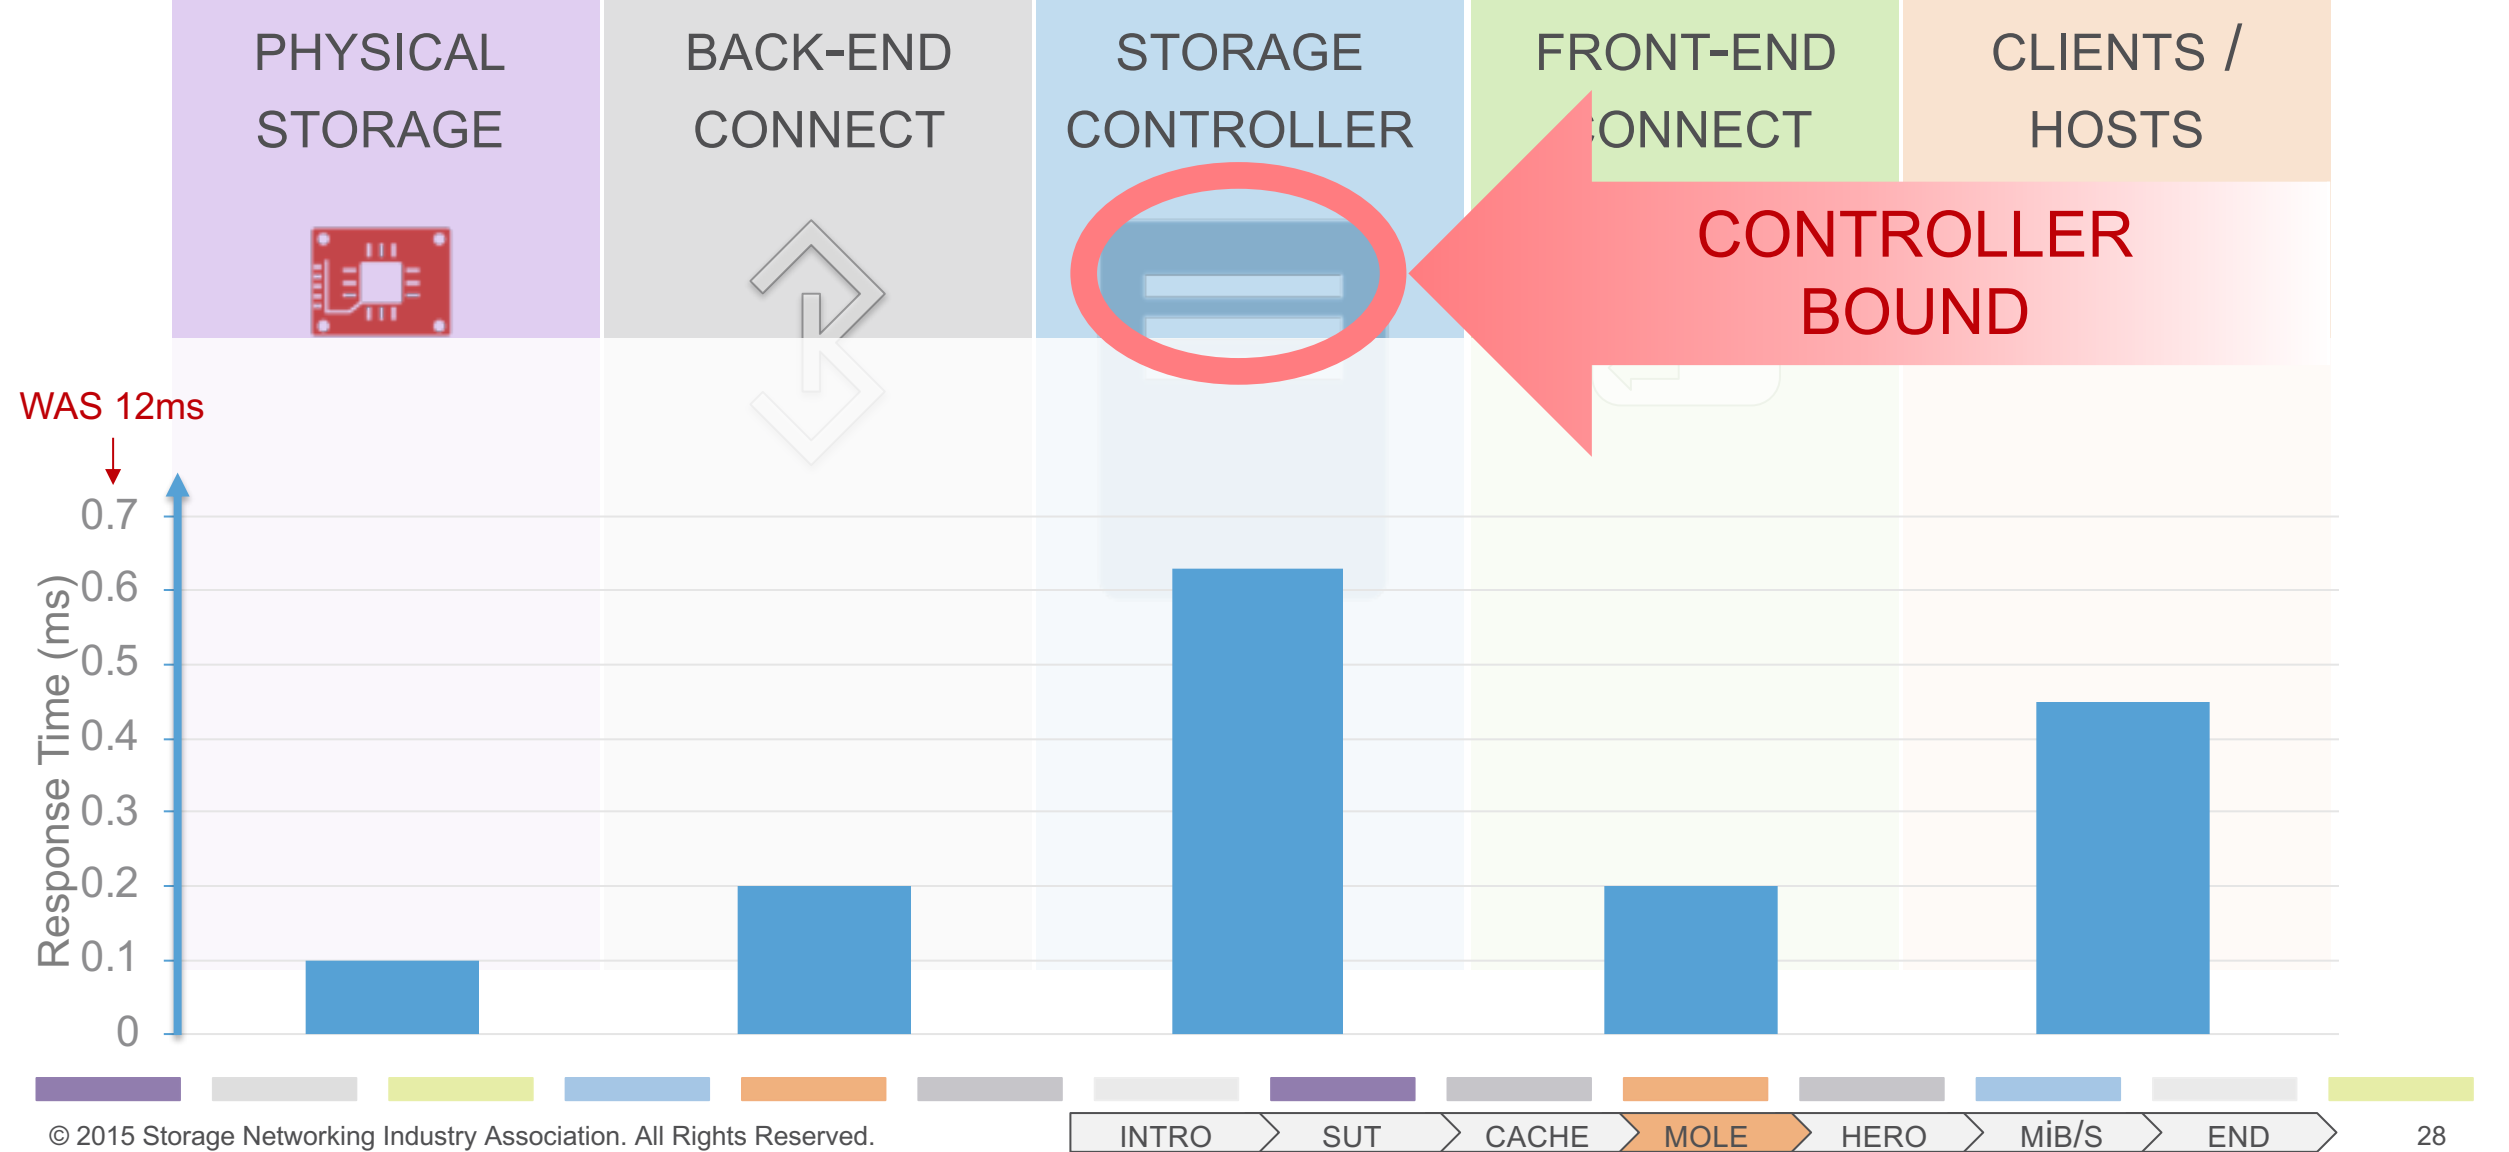 PHYSICAL
STORAGE
BACK-END
CONNECT
STORAGE
CONTROLLER
FRONT-END
CONNECT
CLIENTS /
HOSTS
CONTROLLER
BOUND
WAS 12ms
Response Time (ms)
0.7
0.6
0.5
0.4
0.3
0.2
0.1
0
© 2015 Storage Networking Industry Association. All Rights Reserved.
INTRO
SUT
CACHE
MOLE
HERO
MiB/S
END
28